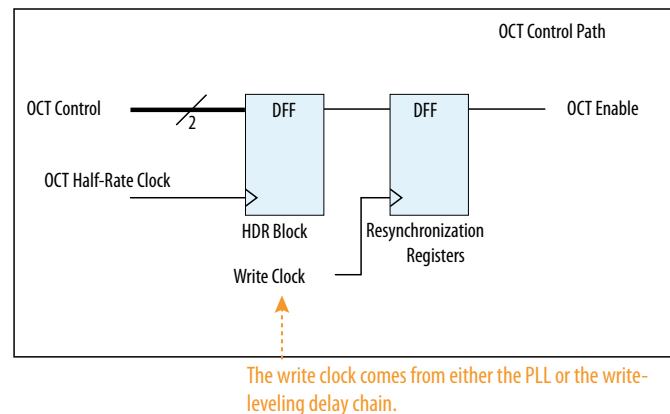 OCT Control Path
OCT Control
2
DFF
DFF
OCT Enable
OCT Half-Rate Clock
HDR Block
Resynchronization
Registers
Write Clock
The write clock comes from either the PLL or the write-
leveling delay chain.